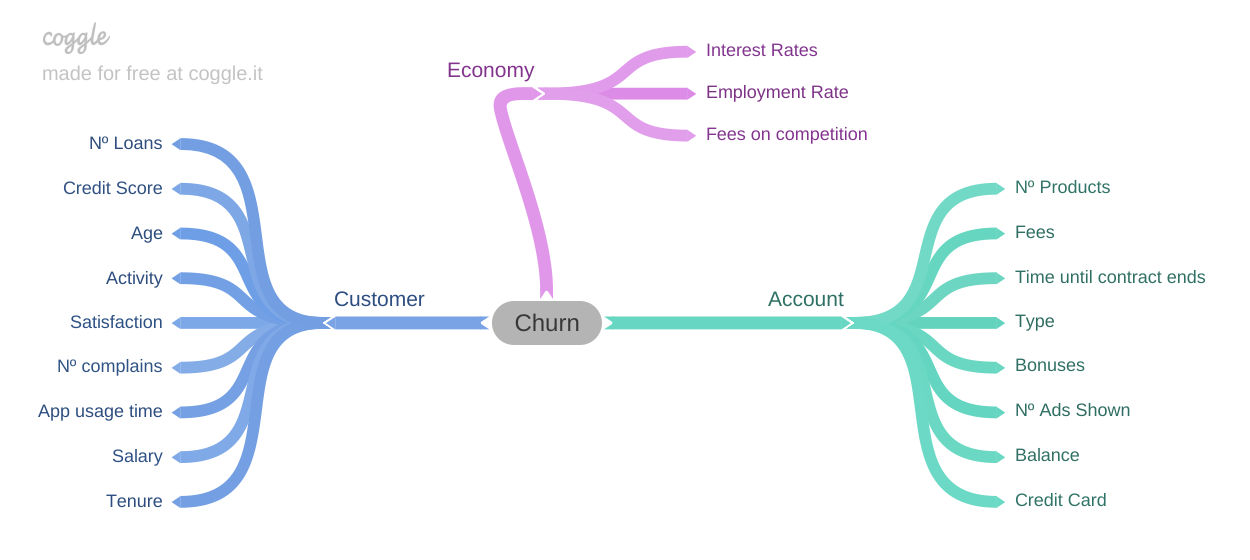 coggle
made for free at coggle.it
Economy
Interest Rates
Employment Rate
Fees on competition
Churn
Customer
Nº Loans
Credit Score
Age
Activity
Satisfaction
Nº complains
App usage time
Salary
Tenure
Account
Nº Products
Fees
Time until contract ends
Type
Bonuses
Nº Ads Shown
Balance
Credit Card